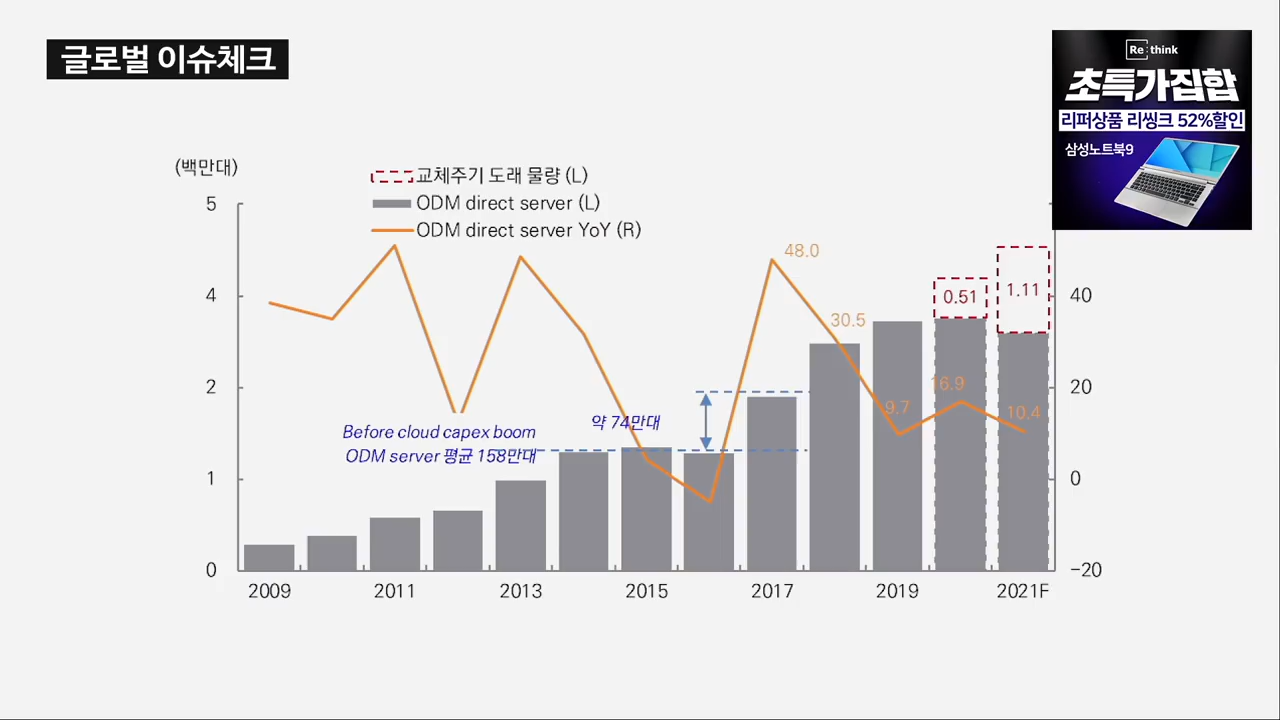 글로벌 이슈체크
Re:think
초특가집합
리퍼상품 리씽크 52%할인
삼성노트북9
(백만대)
교체주기 도래 물량 (L)
ODM direct server (L)
ODM direct server YoY (R)
5
4
2
1
0
40
20
0
-20
48.0
30.5
9.7
16.9
10.4
0.51
1.11
약 74만대
Before cloud capex boom
ODM server 평균 158만대
2009
2011
2013
2015
2017
2019
2021F